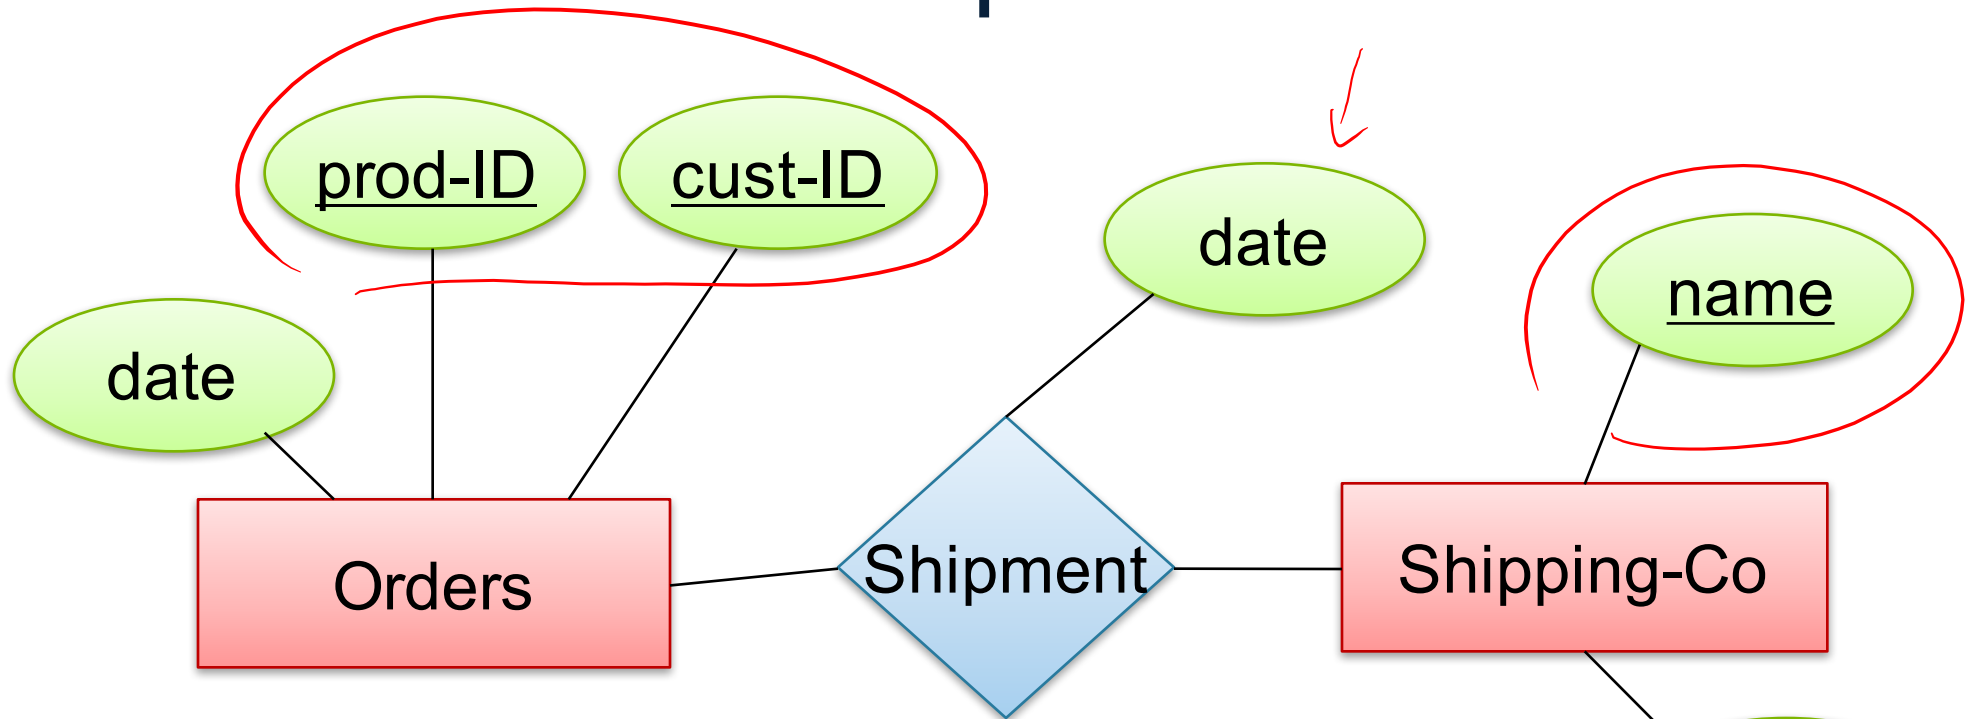 prod-ID
cust-ID
date
name
date
Orders
Shipment
Shipping-Co